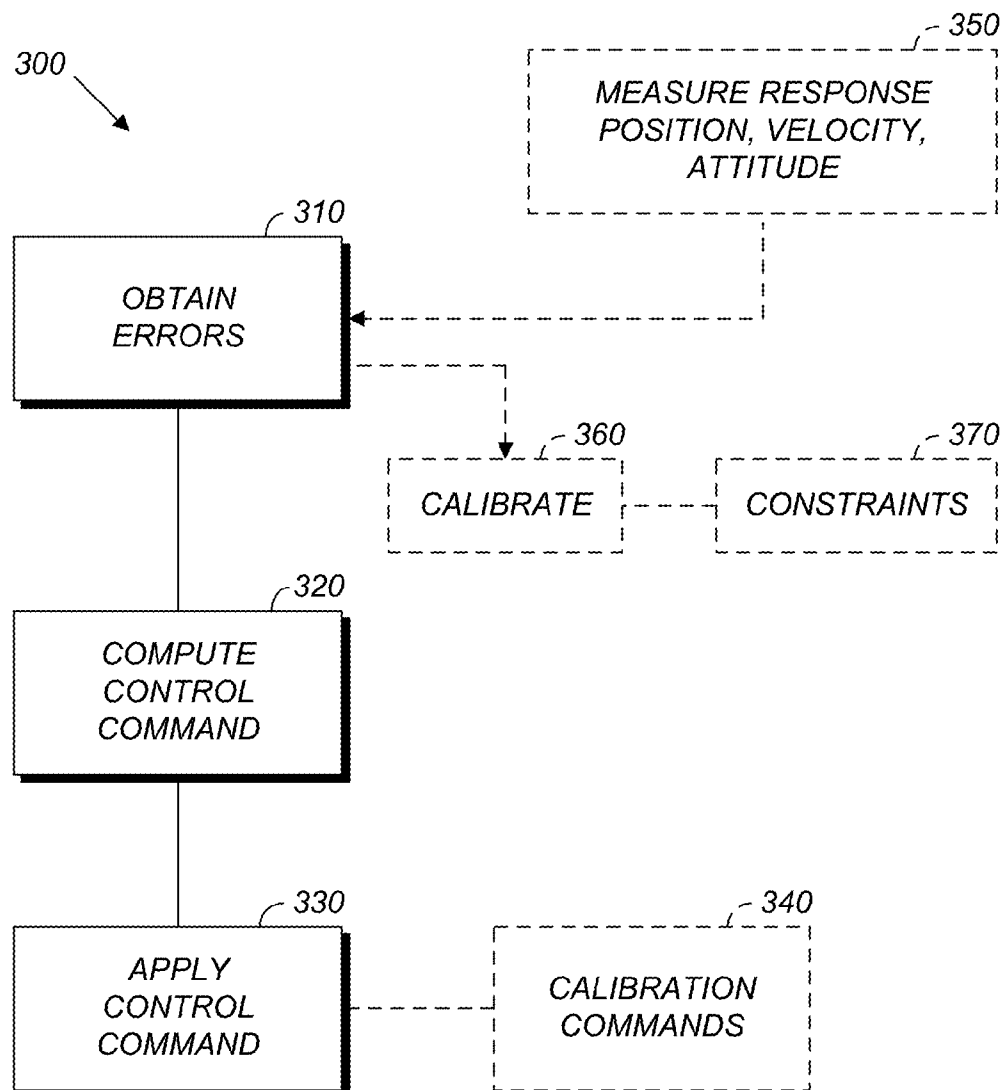 350
300
MEASURE RESPONSE
POSITION, VELOCITY,
ATTITUDE
310
OBTAIN
ERRORS
360
370
CALIBRATE
CONSTRAINTS
320
COMPUTE
CONTROL
COMMAND
330
340
APPLY
CONTROL
COMMAND
CALIBRATION
COMMANDS